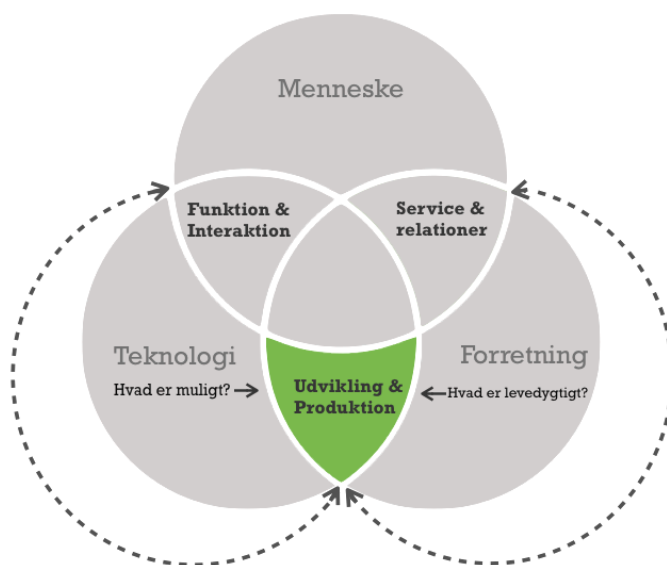 Menneske
Funktion &
Interaktion
Service &
relationer
Teknologi
Hvad er muligt?
Forretning
Hvad er levedygtigt?
Udvikling &
Produktion